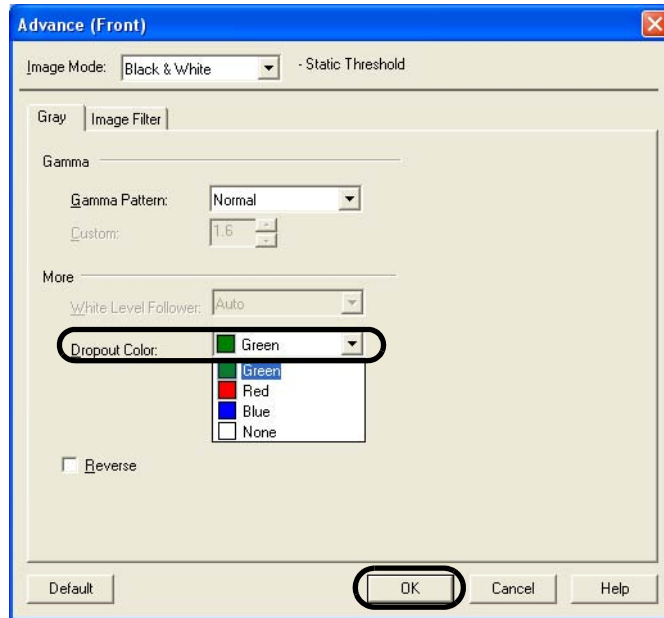 Advance (Front)
Image Mode: Black & White - Static Threshold
Gray Image Filter
Gamma
Gamma Pattern: Normal
Custom: 1.6
More
White Level Follower: Auto
Dropout Color: Green
Green
Red
Blue
None
Reverse
Default OK Cancel Help